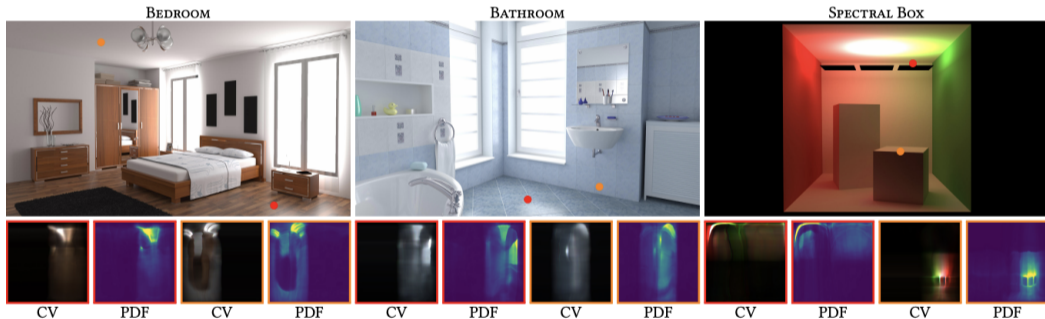 BEDROOM BATHROOM SPECTRAL BOX
CV PDF CV PDF CV PDF CV PDF CV PDF CV PDF